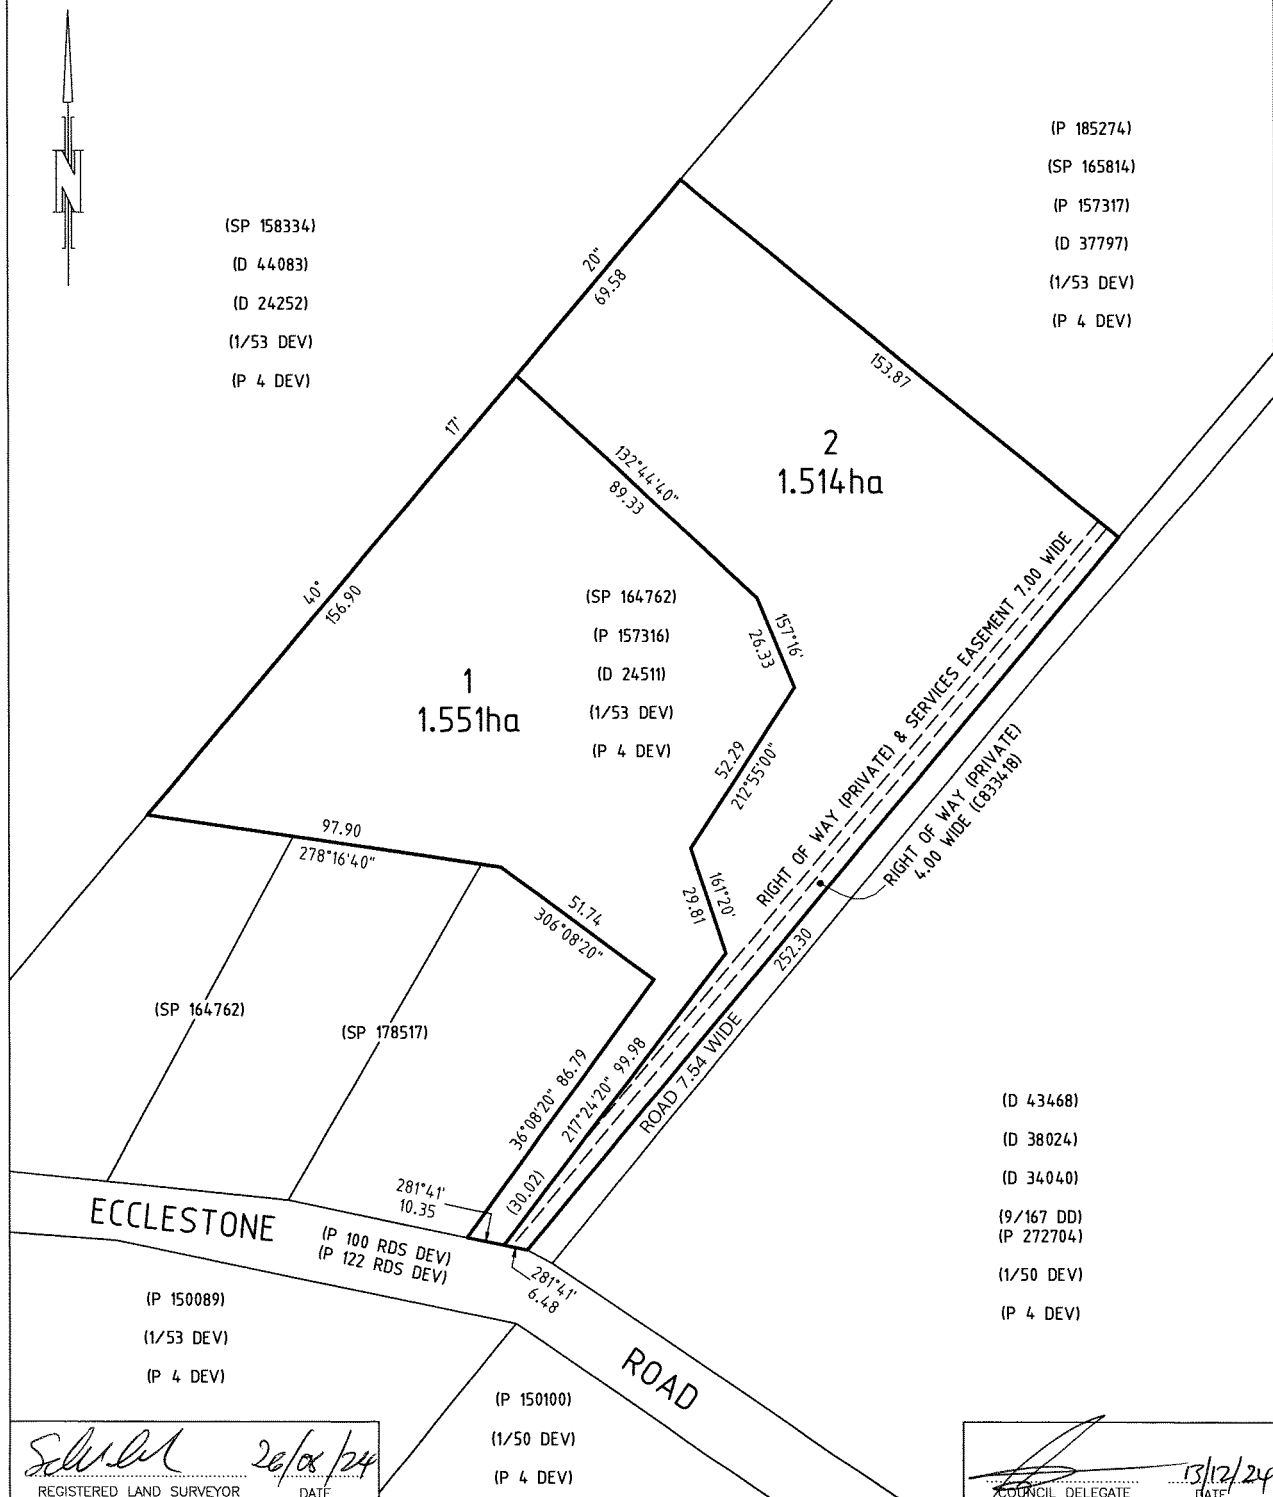 N
(P 185274)
(SP 165814)
(P 157317)
(D 37797)
(1/53 DEV)
(P 4 DEV)
(SP 158334)
(D 44083)
(D 24252)
(1/53 DEV)
(P 4 DEV)
20"
69.58
153.87
17'
2
1.514ha
132°44'40"
89.33
40°
156.90
(SP 164762)
(P 157316)
(D 24511)
(1/53 DEV)
(P 4 DEV)
157°16'
26.33
1
1.551ha
RIGHT OF WAY (PRIVATE) & SERVICES EASEMENT 7.00 WIDE
52.29
212°55'00"
RIGHT OF WAY (PRIVATE)
4.00 WIDE (C833418)
97.90
278°16'40"
161°20'
29.81
51.74
306°08'20"
252.30
(SP 164762)
(SP 178517)
ROAD 7.54 WIDE
36°08'20" 86.79
217°24'20" 99.98
(30.02)
281°41'
10.35
(D 43468)
(D 38024)
(D 34040)
(9/167 DD)
(P 272704)
(1/50 DEV)
(P 4 DEV)
ECCLESTONE
(P 100 RDS DEV)
(P 122 RDS DEV)
281°41'
6.48
(P 150089)
(1/53 DEV)
(P 4 DEV)
ROAD
(P 150100)
(1/50 DEV)
(P 4 DEV)
26/08/24
REGISTERED LAND SURVEYOR DATE
13/12/24
COUNCIL DELEGATE DATE